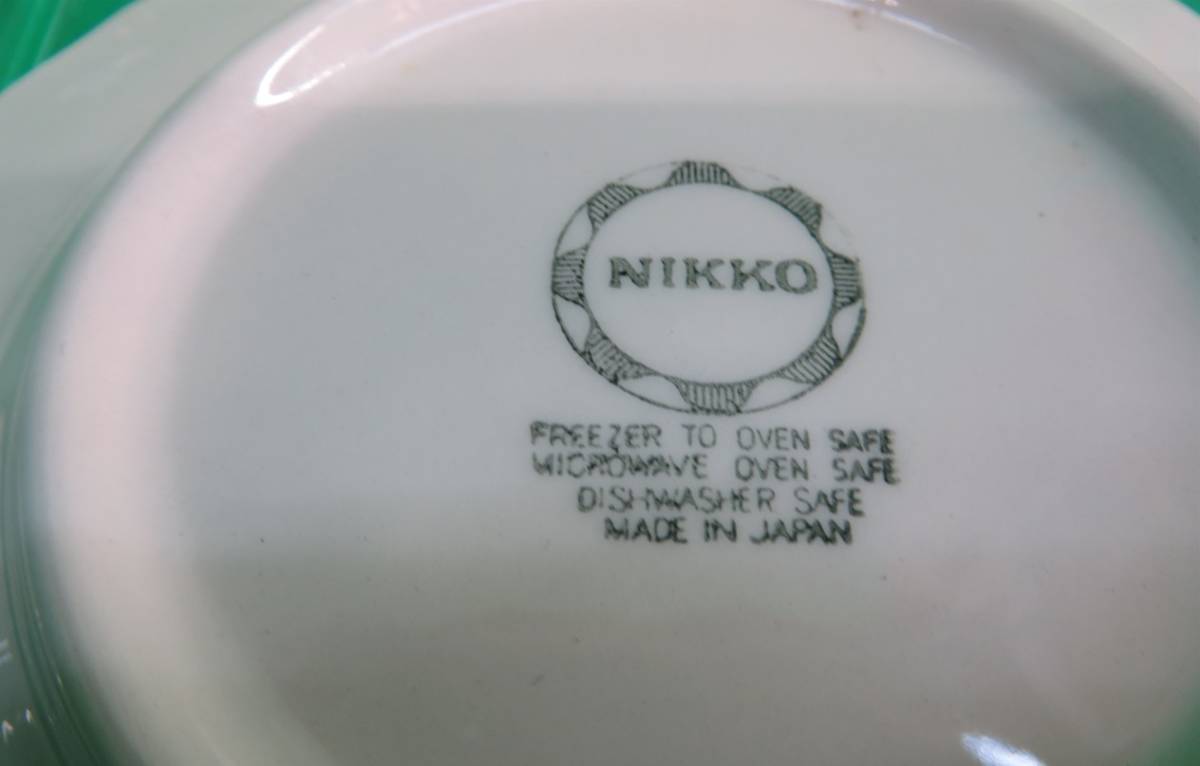 NIKKO
FREEZER TO OVEN SAFE
MICROWAVE OVEN SAFE
DISHWASHER SAFE
MADE IN JAPAN